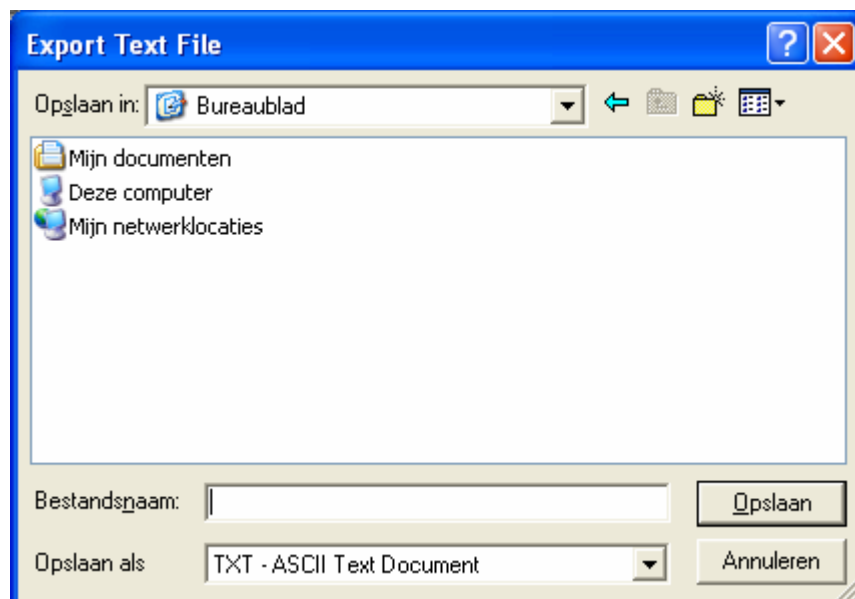 Export Text File
Opslaan in: Bureaublad
Mijn documenten
Deze computer
Mijn netwerklocaties
Bestandsnaam:
Opslaan
Opslaan als TXT - ASCII Text Document
Annuleren